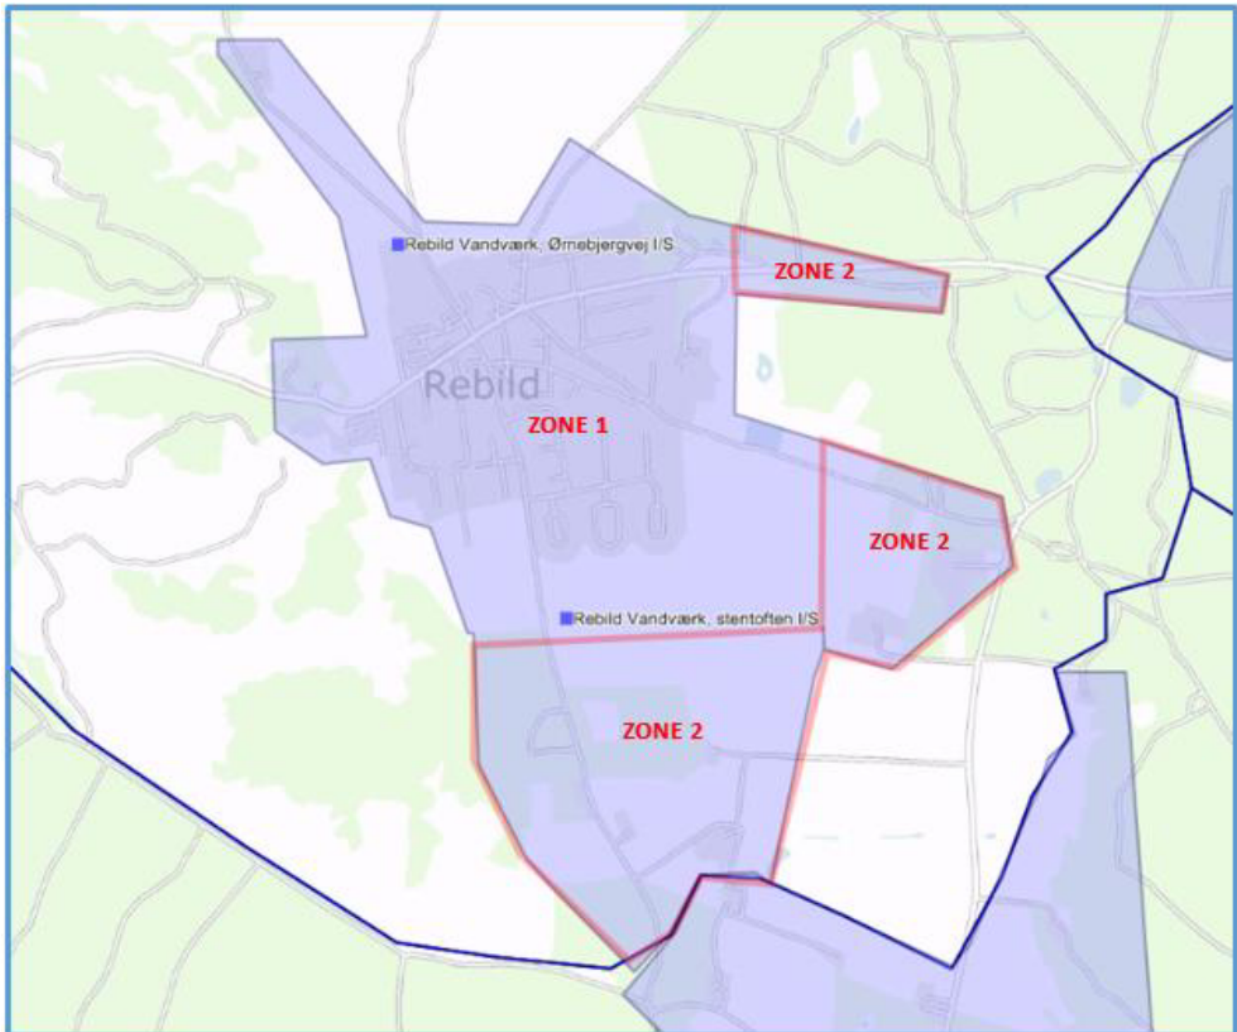 Rebild Vandværk, Ørnebjergvej I/S
ZONE 2
Rebild
ZONE 1
ZONE 2
Rebild Vandværk, stentoften I/S
ZONE 2